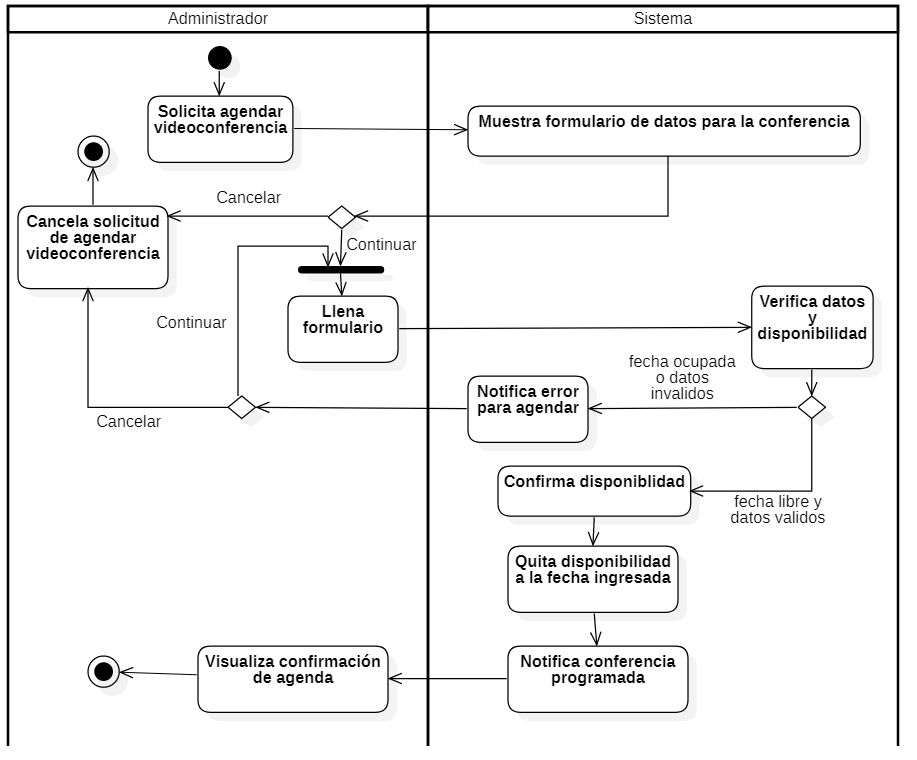 Administrador
Sistema
Solicita agendar
videoconferencia
Muestra formulario de datos para la conferencia
Cancelar
Cancela solicitud
de agendar
videoconferencia
Continuar
Llena
formulario
Continuar
Verifica datos
y
disponibilidad
fecha ocupada
o datos
invalidos
Notifica error
para agendar
Cancelar
Confirma disponiblidad
fecha libre y
datos validos
Quita disponibilidad
a la fecha ingresada
Visualiza confirmación
de agenda
Notifica conferencia
programada